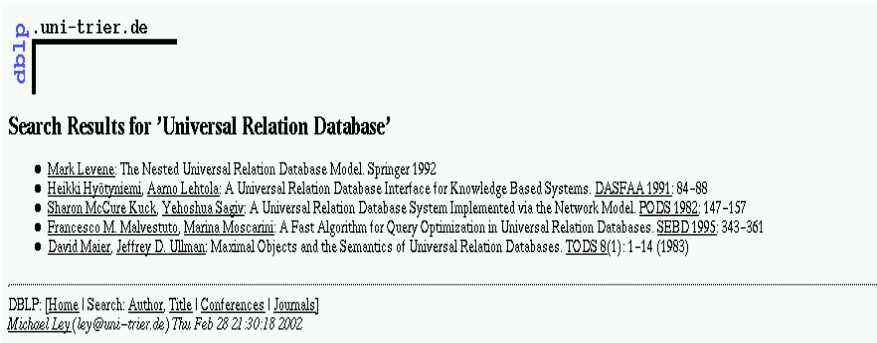 dblp
.uni-trier.de
Search Results for 'Universal Relation Database'
• Mark Levene: The Nested Universal Relation Database Model. Springer 1992
• Heikki Hyötyniemi, Aarno Lehtola: A Universal Relation Database Interface for Knowledge Based Systems. DASFAA 1991: 84-88
• Sharon McCure Kuck, Yehoshua Sagiv: A Universal Relation Database System Implemented via the Network Model. PODS 1982: 147-157
• Francesco M. Malvestuto, Marina Moscarini: A Fast Algorithm for Query Optimization in Universal Relation Databases. SEBD 1995: 343-361
• David Maier, Jeffrey D. Ullman: Maximal Objects and the Semantics of Universal Relation Databases. TODS 8(1): 1-14 (1983)
DBLP: [Home | Search: Author, Title | Conferences | Journals]
Michael Ley (ley@uni-trier.de) Thu Feb 28 21:30:18 2002